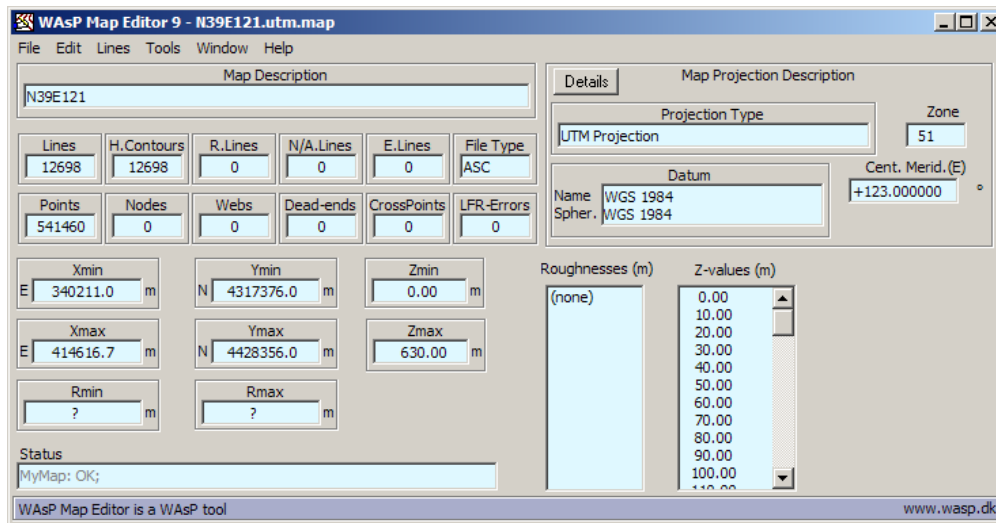 WAsP Map Editor 9 - N39E121.utm.map
File Edit Lines Tools Window Help
Map Description
N39E121
Details
Map Projection Description
Projection Type
UTM Projection
Zone
51
Datum
Name WGS 1984
Spher. WGS 1984
Cent. Merid.(E)
+123.000000 °
Lines H.Contours R.Lines N/A.Lines E.Lines File Type
12698 12698 0 0 0 ASC
Points Nodes Webs Dead-ends CrossPoints LFR-Errors
541460 0 0 0 0 0
Xmin Ymin Zmin
E 340211.0 m N 4317376.0 m 0.00 m
Xmax Ymax Zmax
E 414616.7 m N 4428356.0 m 630.00 m
Rmin Rmax
? m ? m
Roughnesses (m)
(none)
Z-values (m)
0.00
10.00
20.00
30.00
40.00
50.00
60.00
70.00
80.00
90.00
100.00
110.00
Status
MyMap: OK;
WAsP Map Editor is a WAsP tool www.wasp.dk